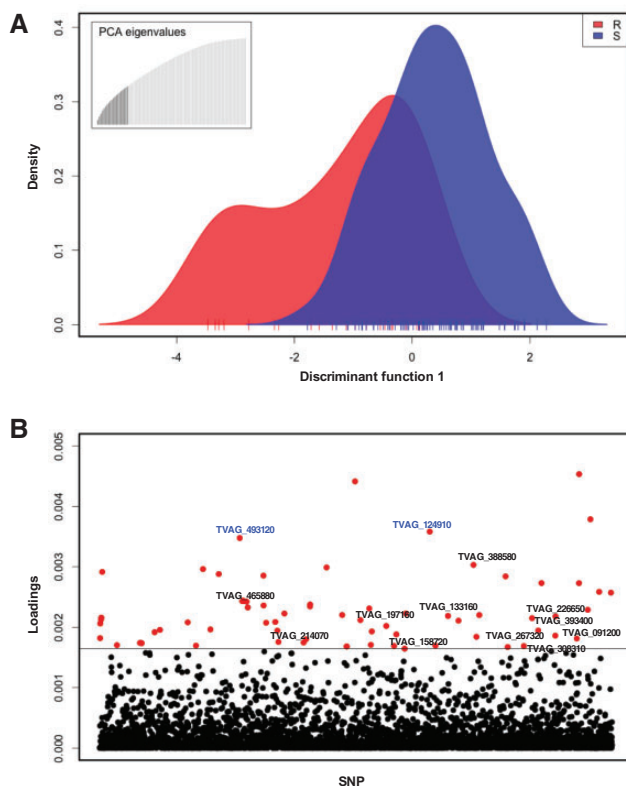 A
PCA eigenvalues
R
S
0.4
0.3
0.2
0.1
0.0
Density
-4
-2
0
2
Discriminant function 1
B
0.005
0.004
0.003
0.002
0.001
0.000
Loadings
TVAG_493120
TVAG_124910
TVAG_388580
TVAG_465880
TVAG_197160
TVAG_133160
TVAG_226650
TVAG_393400
TVAG_214070
TVAG_158720
TVAG_267320
TVAG_091200
TVAG_308310
SNP